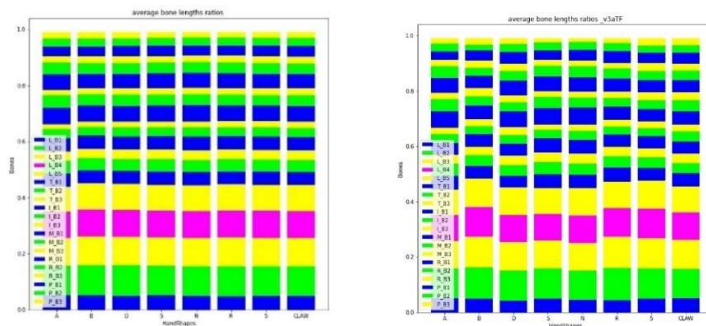 average bone lengths ratios
1.0
0.8
0.6
0.4
0.2
0.0
Bones
L_B1
L_B2
L_B3
L_B4
L_B5
T_B1
T_B2
T_B3
I_B1
I_B2
I_B3
M_B1
M_B2
M_B3
R_B1
R_B2
R_B3
P_B1
P_B2
P_B3
A B D S R R S CLAW
HandShapes
average bone lengths ratios _v3aTF
1.0
0.8
0.6
0.4
0.2
0.0
Bones
L_B1
L_B2
L_B3
L_B4
L_B5
T_B1
T_B2
T_B3
I_B1
I_B2
I_B3
M_B1
M_B2
M_B3
R_B1
R_B2
R_B3
P_B1
P_B2
P_B3
A B D S N R S CLAW
HandShapes